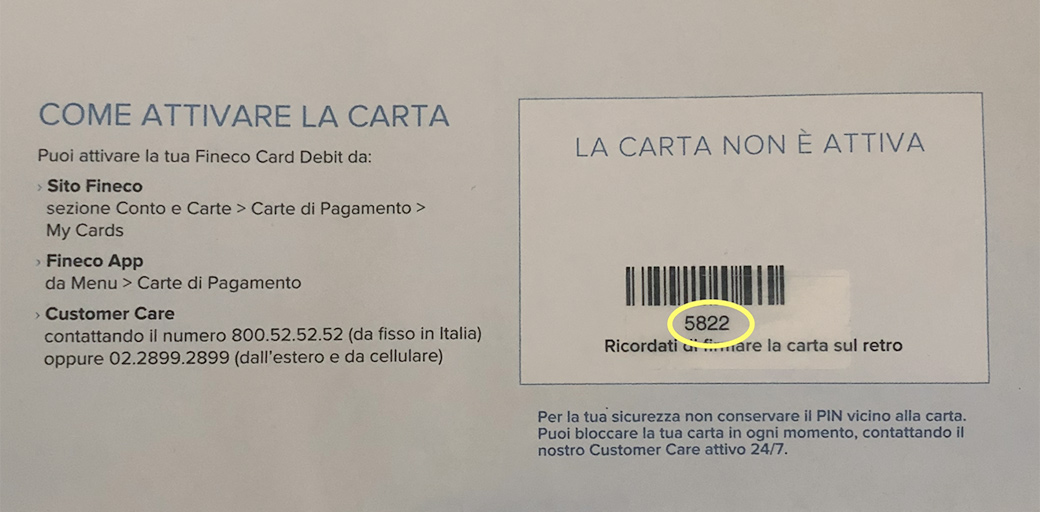 COME ATTIVARE LA CARTA
Puoi attivare la tua Fineco Card Debit da:
› Sito Fineco
sezione Conto e Carte > Carte di Pagamento >
My Cards
› Fineco App
da Menu > Carte di Pagamento
› Customer Care
contattando il numero 800.52.52.52 (da fisso in Italia)
oppure 02.2899.2899 (dall'estero e da cellulare)
LA CARTA NON È ATTIVA
5822
Ricordati di firmare la carta sul retro
Per la tua sicurezza non conservare il PIN vicino alla carta.
Puoi bloccare la tua carta in ogni momento, contattando il
nostro Customer Care attivo 24/7.